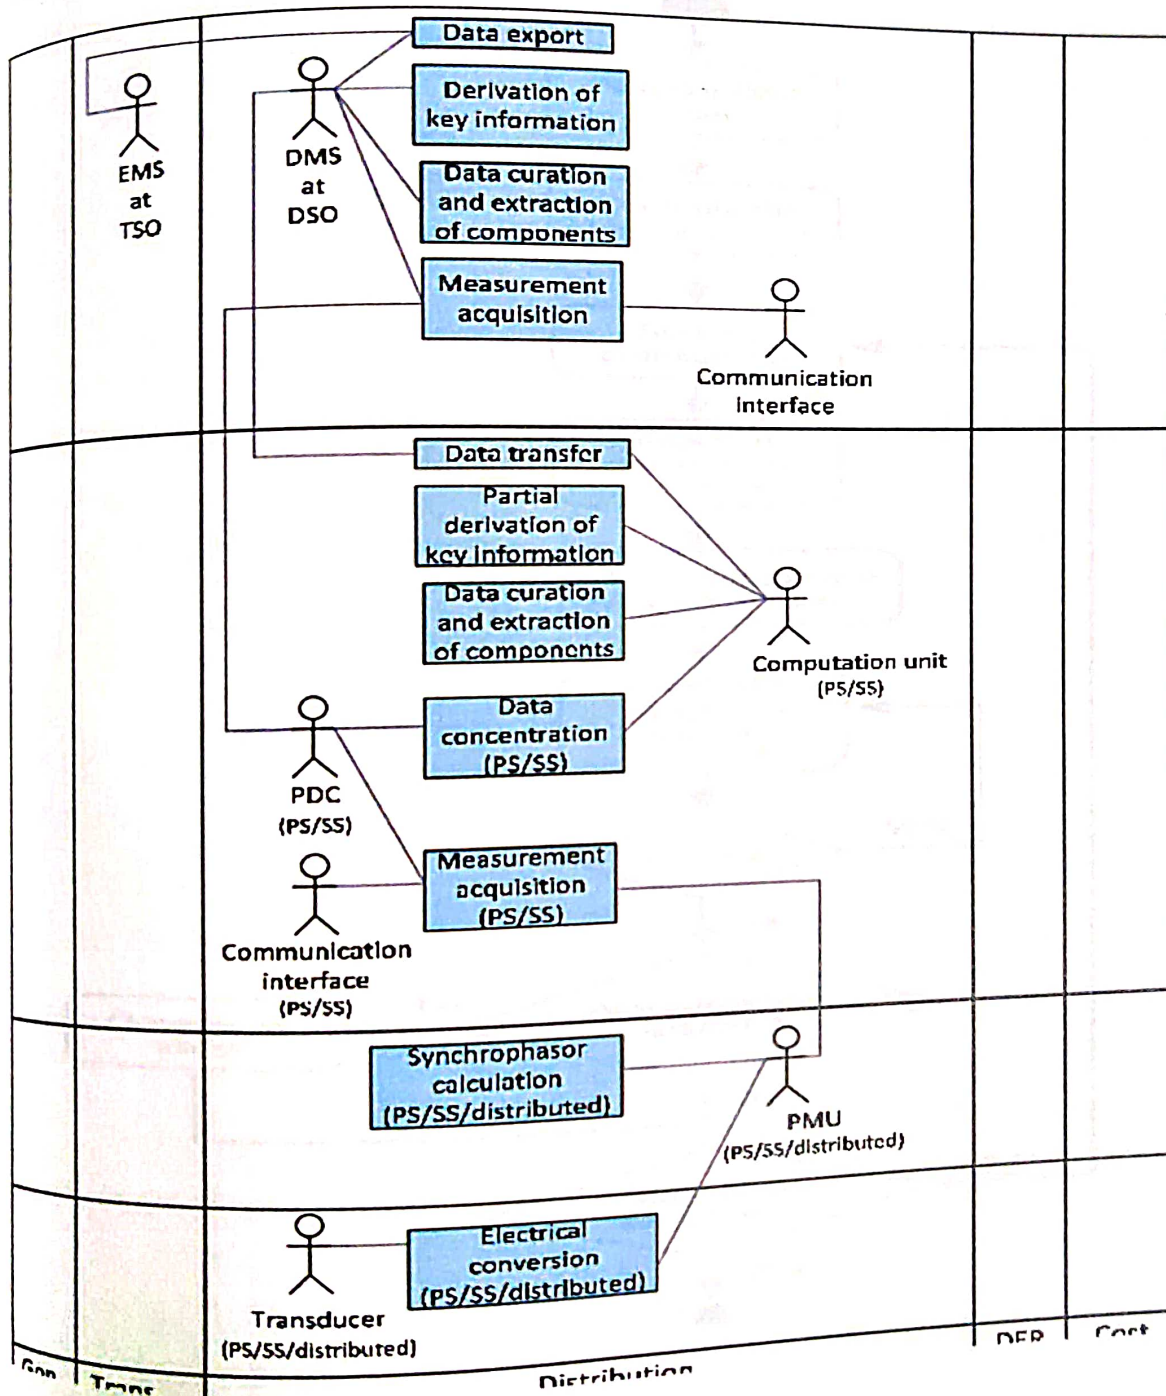 Data export
Derivation of
key information
EMS
at
TSO
DMS
at
DSO
Data curation
and extraction
of components
Measurement
acquisition
Communication
interface
Data transfer
Partial
derivation of
key information
Data curation
and extraction
of components
Computation unit
(PS/SS)
Data
concentration
(PS/SS)
PDC
(PS/SS)
Measurement
acquisition
(PS/SS)
Communication
interface
(PS/SS)
Synchrophasor
calculation
(PS/SS/distributed)
PMU
(PS/SS/distributed)
Electrical
conversion
(PS/SS/distributed)
Transducer
(PS/SS/distributed)
Trans
Distribution
DER